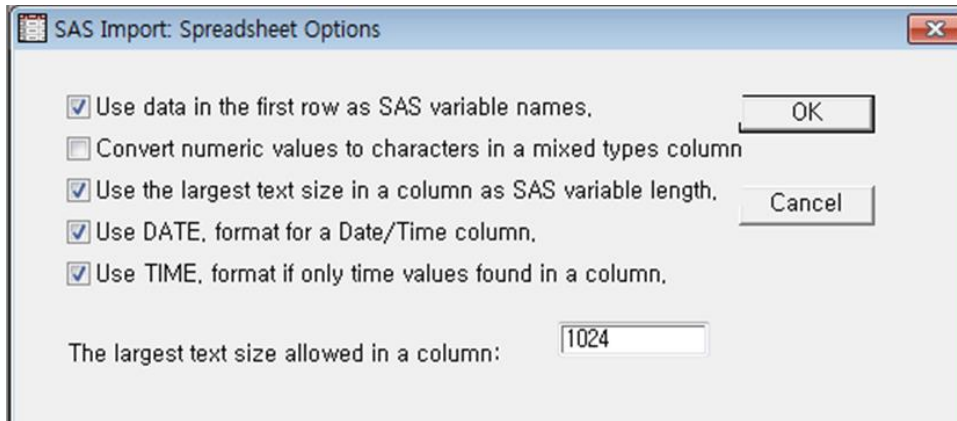 SAS Import: Spreadsheet Options
Use data in the first row as SAS variable names,
OK
Convert numeric values to characters in a mixed types column
Use the largest text size in a column as SAS variable length,
Cancel
Use DATE, format for a Date/Time column,
Use TIME, format if only time values found in a column,
The largest text size allowed in a column:
1024